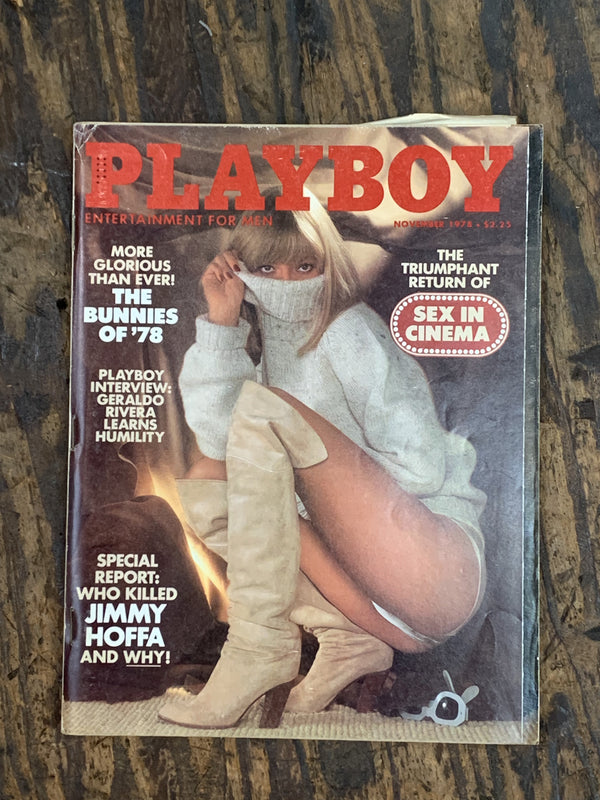 PLAYBOY
ENTERTAINMENT FOR MEN
NOVEMBER 1978 • $2.25
MORE
GLORIOUS
THAN EVER!
THE
BUNNIES
OF '78
THE
TRIUMPHANT
RETURN OF
SEX IN
CINEMA
PLAYBOY
INTERVIEW:
GERALDO
RIVERA
LEARNS
HUMILITY
SPECIAL
REPORT:
WHO KILLED
JIMMY
HOFFA
AND WHY!